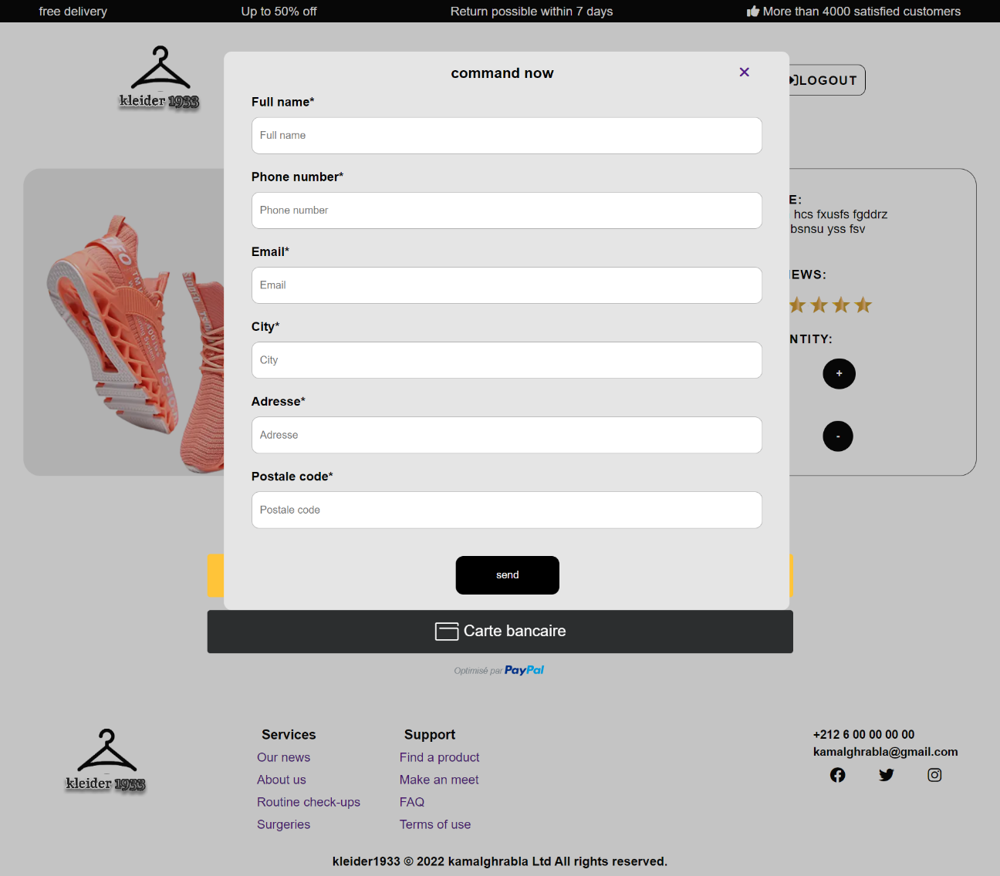 free delivery
Up to 50% off
Return possible within 7 days
More than 4000 satisfied customers
kleider 1933
LOGOUT
command now
Full name*
Full name
Phone number*
Phone number
Email*
Email
City*
City
Adresse*
Adresse
Postale code*
Postale code
send
E:
hcs fxusfs fgddrz
bsnsu yss fsv
IEWS:
NTITY:
+
-
Carte bancaire
Optimisé par PayPal
kleider 1933
Services
Our news
About us
Routine check-ups
Surgeries
Support
Find a product
Make an meet
FAQ
Terms of use
+212 6 00 00 00 00
kamalghrabla@gmail.com
kleider1933 © 2022 kamalghrabla Ltd All rights reserved.